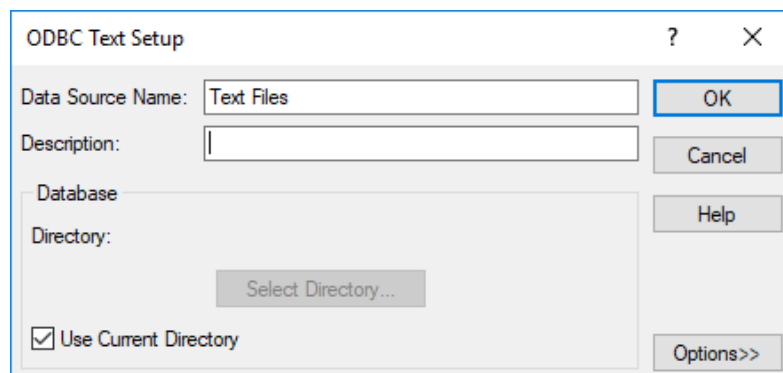 ODBC Text Setup ?
Data Source Name: Text Files OK
Description: Cancel
Database
Help
Directory:
Select Directory...
Use Current Directory
Options>>